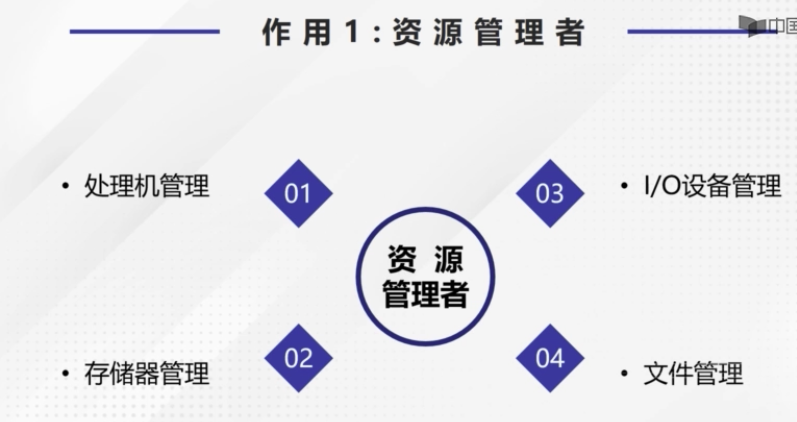 作用1:资源管理者
中国
• 处理机管理
01
03
• I/O设备管理
资源
管理者
• 存储器管理
02
04
• 文件管理